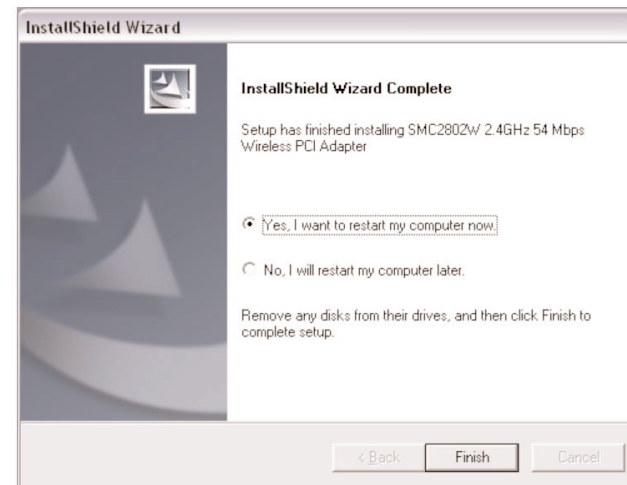 InstallShield Wizard
InstallShield Wizard Complete
Setup has finished installing SMC2802W 2.4GHz 54 Mbps
Wireless PCI Adapter
Yes, I want to restart my computer now.
No, I will restart my computer later.
Remove any disks from their drives, and then click Finish to
complete setup.
< Back Finish Cancel